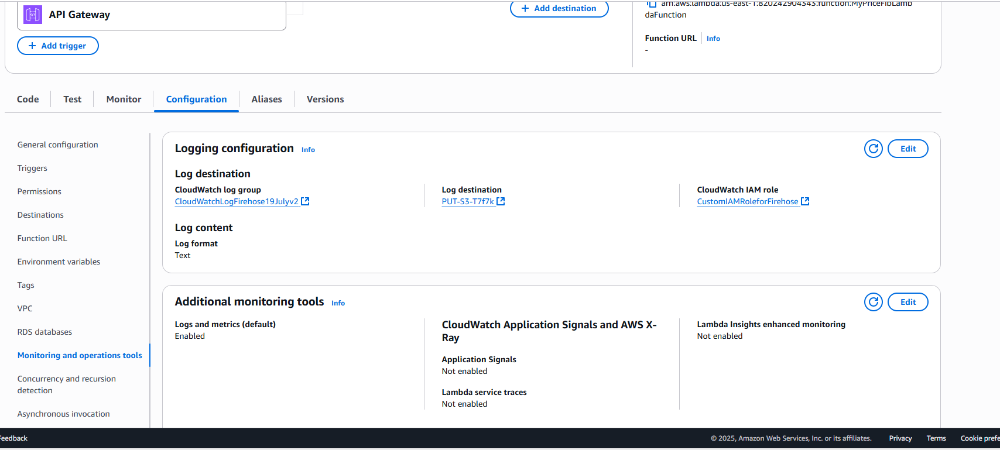 API Gateway
+ Add trigger
+ Add destination
arn:aws:lambda:us-east-1:820242904343:function:MyPriceFibLamb
daFunction
Function URL Info
-
Code
Test
Monitor
Configuration
Aliases
Versions
General configuration
Triggers
Permissions
Destinations
Function URL
Environment variables
Tags
VPC
RDS databases
Monitoring and operations tools
Concurrency and recursion
detection
Asynchronous invocation
Logging configuration Info
Edit
Log destination
CloudWatch log group
CloudWatchLogFirehose19Julyv2
Log destination
PUT-S3-T7f7k
CloudWatch IAM role
CustomIAMRoleforFirehose
Log content
Log format
Text
Additional monitoring tools Info
Edit
Logs and metrics (default)
Enabled
CloudWatch Application Signals and AWS X-
Ray
Application Signals
Not enabled
Lambda service traces
Not enabled
Lambda Insights enhanced monitoring
Not enabled
Feedback
© 2025, Amazon Web Services, Inc. or its affiliates.
Privacy
Terms
Cookie prefe